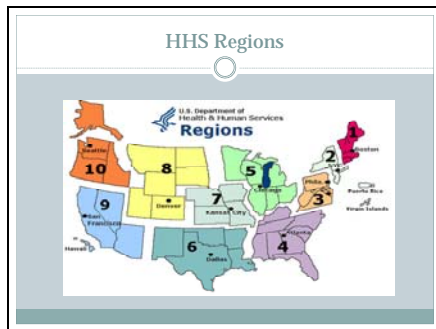 HHS Regions
U.S. Department of
Health & Human Services
Regions
1
Boston
2
Seattle
10
8
5
Chicago
Phila.
3
Puerto Rico
Virgin Islands
9
San
Francisco
Denver
7
Kansas City
Hawaii
6
Dallas
4
Atlanta